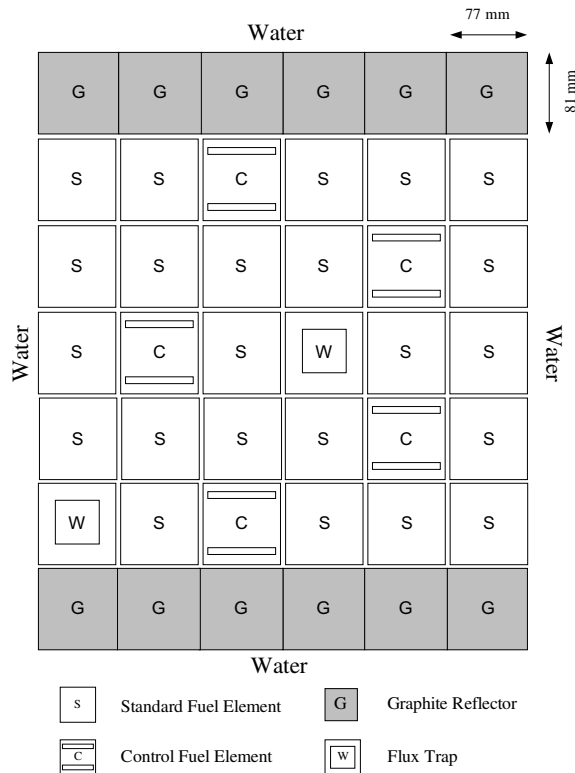 Water
77 mm
81 mm
G G G G G G
S S C S S S
S S S S C S
Water
S C S W S S
Water
S S S S C S
W S C S S S
G G G G G G
Water
S Standard Fuel Element
G Graphite Reflector
C Control Fuel Element
W Flux Trap